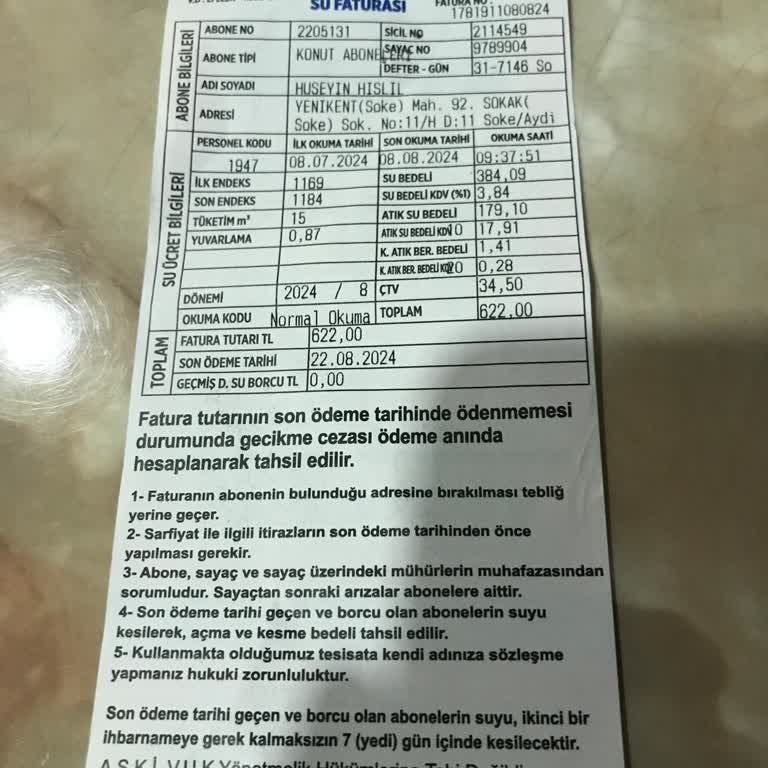 SU FATURASI
FATURA NO :
1781911080824
ABONE BİLGİLERİ
ABONE NO 2205131 SİCİL NO 2114549
ABONE TİPİ KONUT ABONELERİ SAYAÇ NO 9789904
DEFTER - GÜN 31-7146 So
ADI SOYADI HUSEYIN HISLIL
ADRESİ YENIKENT(Soke) Mah. 92. SOKAK(
Soke) Sok. No:11/H D:11 Soke/Aydi
SU ÜCRET BİLGİLERİ
PERSONEL KODU İLK OKUMA TARİHİ SON OKUMA TARİHİ OKUMA SAATİ
1947 08.07.2024 08.08.2024 09:37:51
İLK ENDEKS 1169 SU BEDELİ 384,09
SON ENDEKS 1184 SU BEDELİ KDV (%1) 3,84
TÜKETİM m³ 15 ATIK SU BEDELİ 179,10
YUVARLAMA 0,87 ATIK SU BEDELİ KDV 10 17,91
K. ATIK BER. BEDELİ 1,41
K. ATIK BER. BEDELİ KDV 20 0,28
DÖNEMİ 2024 / 8 ÇTV 34,50
OKUMA KODU Normal Okuma TOPLAM 622,00
TOPLAM
FATURA TUTARI TL 622,00
SON ÖDEME TARİHİ 22.08.2024
GEÇMİŞ D. SU BORCU TL 0,00
Fatura tutarının son ödeme tarihinde ödenmemesi
durumunda gecikme cezası ödeme anında
hesaplanarak tahsil edilir.
1- Faturanın abonenin bulunduğu adresine bırakılması tebliğ
yerine geçer.
2- Sarfiyat ile ilgili itirazların son ödeme tarihinden önce
yapılması gerekir.
3- Abone, sayaç ve sayaç üzerindeki mühürlerin muhafazasından
sorumludur. Sayaçtan sonraki arızalar abonelere aittir.
4- Son ödeme tarihi geçen ve borcu olan abonelerin suyu
kesilerek, açma ve kesme bedeli tahsil edilir.
5- Kullanmakta olduğumuz tesisata kendi adınıza sözleşme
yapmanız hukuki zorunluluktur.
Son ödeme tarihi geçen ve borcu olan abonelerin suyu, ikinci bir
ihbarnameye gerek kalmaksızın 7 (yedi) gün içinde kesilecektir.